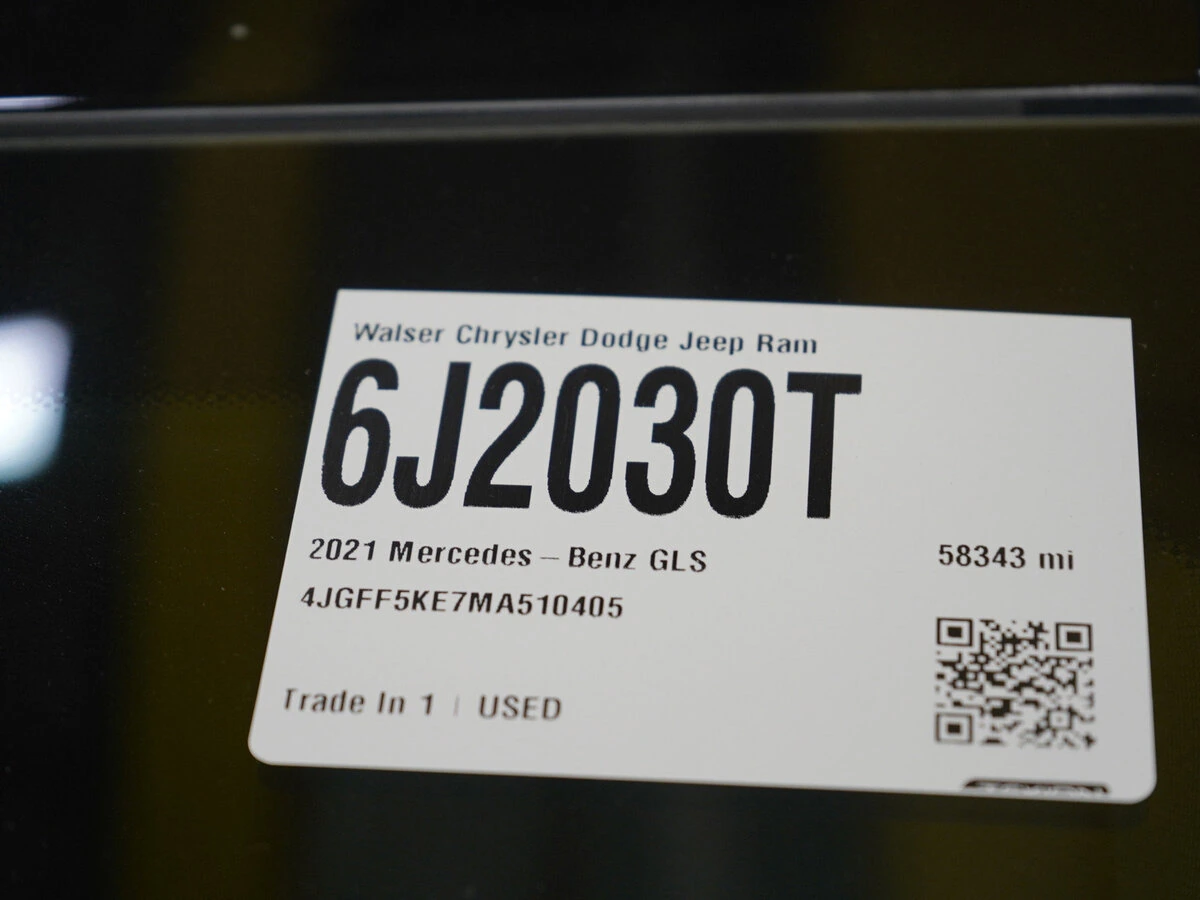 Walser Chrysler Dodge Jeep Ram
6J2030T
2021 Mercedes – Benz GLS
58343 mi
4JGFF5KE7MA510405
Trade In 1 | USED